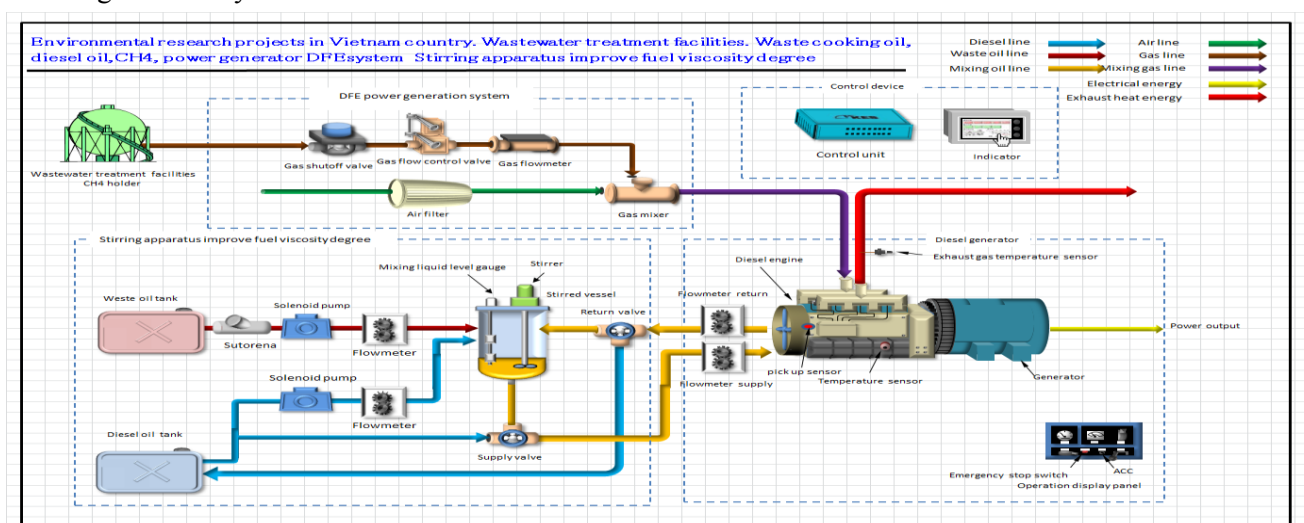 Environmental research projects in Vietnam country. Wastewater treatment facilities. Waste cooking oil,
diesel oil,CH4, power generator DFEsystem Stirring apparatus improve fuel viscosity degree
Diesel line
Waste oil line
Mixing oil line
Air line
Gas line
Mixing gas line
Electrical energy
Exhaust heat energy
DFE power generation system
Gas shutoff valve
Gas flow control valve
Gas flowmeter
Wastewater treatment facilities
CH4 holder
Air filter
Gas mixer
Control device
Control unit
Indicator
Stirring apparatus improve fuel viscosity degree
Mixing liquid level gauge
Stirrer
Stirred vessel
Return valve
Weste oil tank
Solenoid pump
Sutorena
Flowmeter
Solenoid pump
Flowmeter
Diesel oil tank
Supply valve
Diesel generator
Diesel engine
Exhaust gas temperature sensor
Flowmeter return
Flowmeter supply
pick up sensor
Temperature sensor
Generator
Power output
Emergency stop switch
ACC
Operation display panel